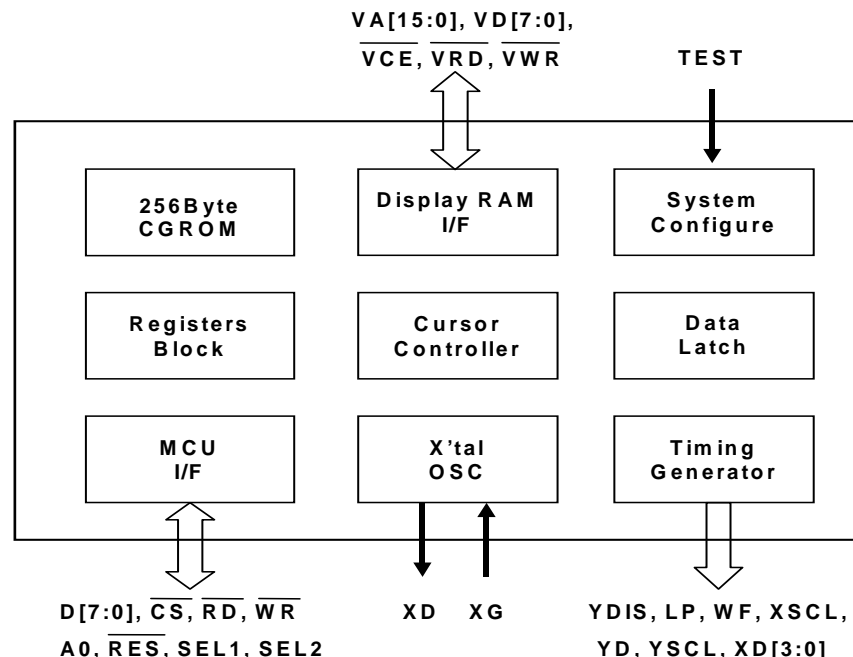 VA[15:0], VD[7:0],
VCE, VRD, VWR
TEST
256Byte
CGROM
Display RAM
I/F
System
Configure
Registers
Block
Cursor
Controller
Data
Latch
MCU
I/F
X'tal
OSC
Timing
Generator
D[7:0], CS, RD, WR
A0, RES, SEL1, SEL2
XD
XG
YDIS, LP, WF, XSCL,
YD, YSCL, XD[3:0]